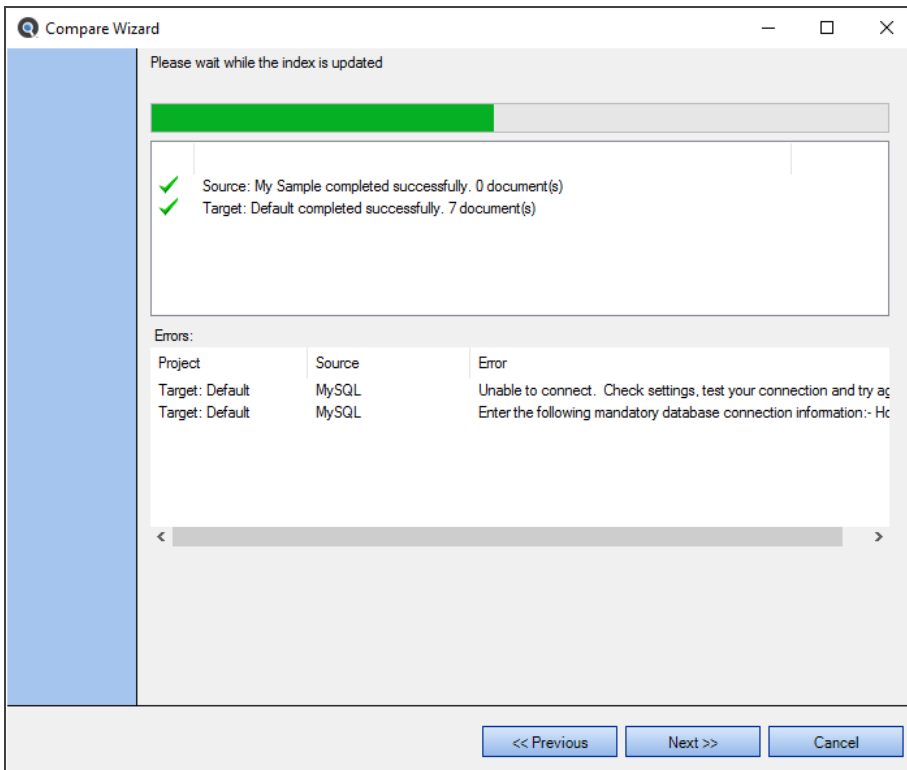 Compare Wizard
Please wait while the index is updated
Source: My Sample completed successfully. 0 document(s)
Target: Default completed successfully. 7 document(s)
Errors:
Project Source Error
Target: Default MySQL Unable to connect. Check settings, test your connection and try ag
Target: Default MySQL Enter the following mandatory database connection information:- Ho
<< Previous Next >> Cancel